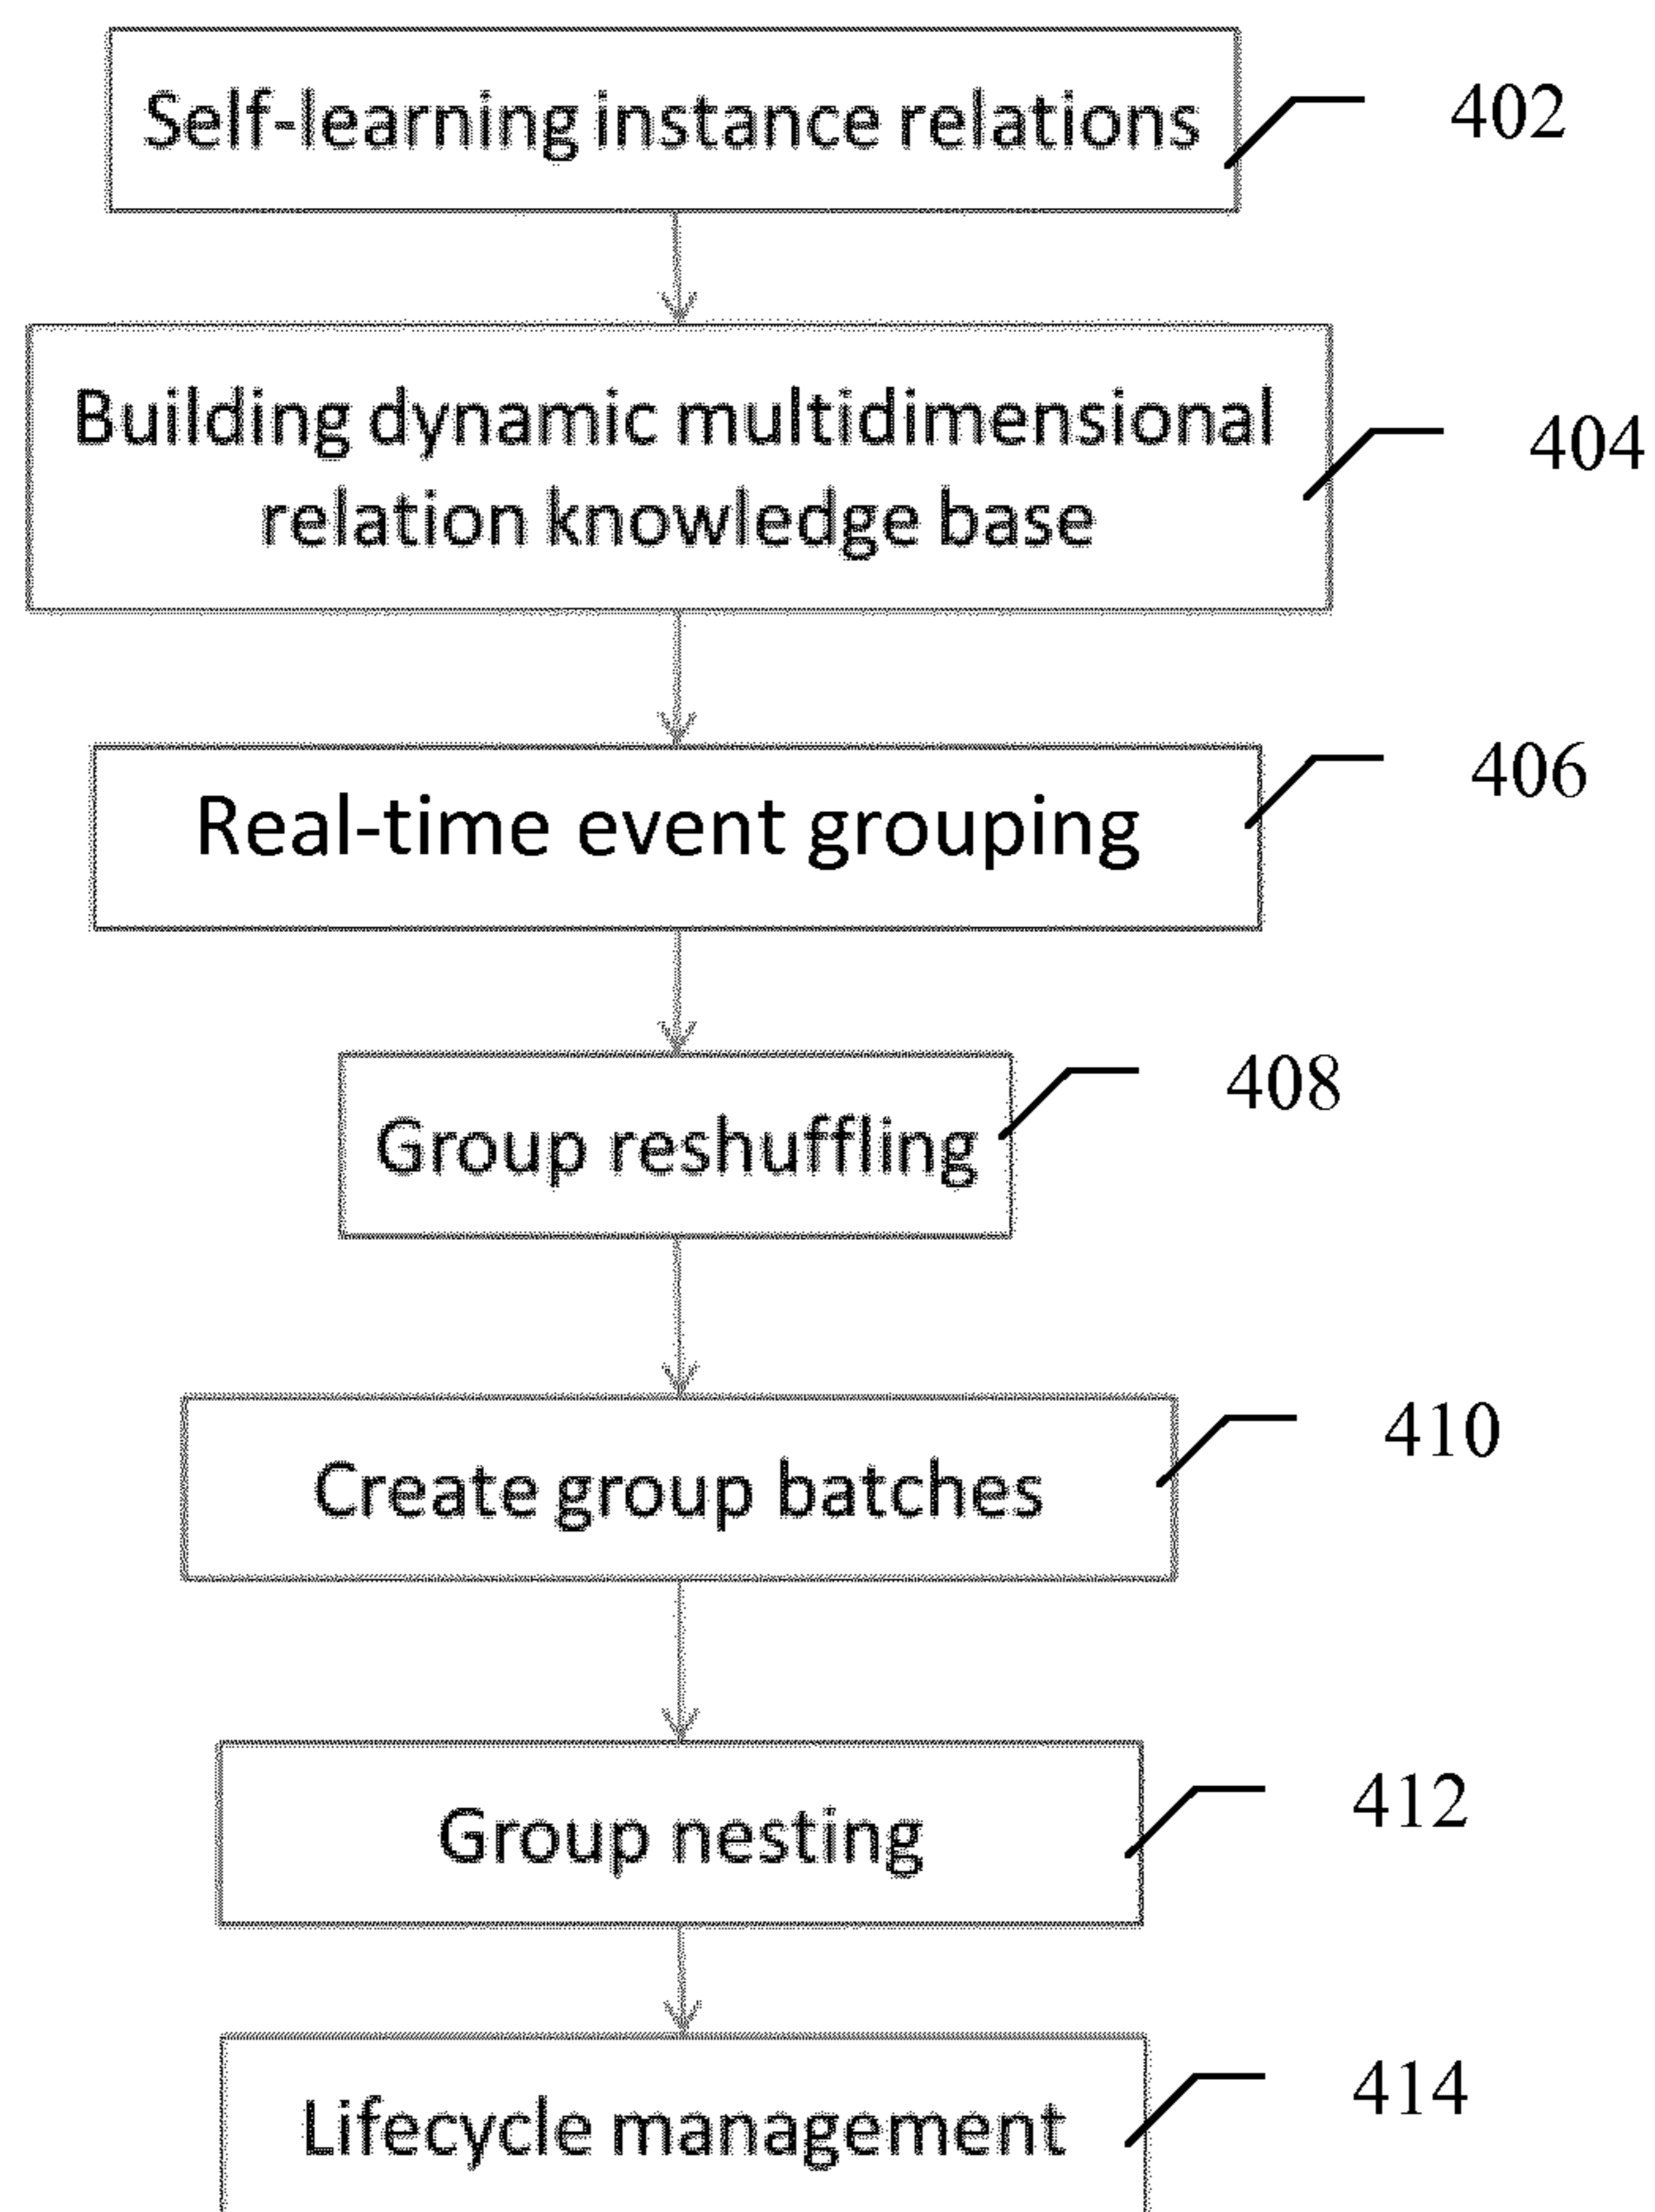 Self-learning instance relations
402
Building dynamic multidimensional
relation knowledge base
404
Real-time event grouping
406
Group reshuffling
408
Create group batches
410
Group nesting
412
Lifecycle management
414